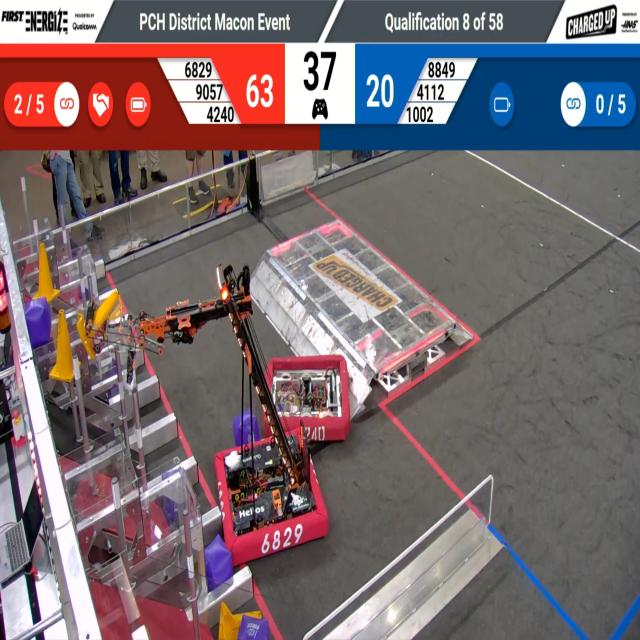 FIRST ENERGIZE PRESENTED BY Qualcomm
PCH District Macon Event
Qualification 8 of 58
CHARGED UP
2 / 5
6829
9057
4240
63
37
20
8849
4112
1002
0 / 5
CHARGED UP
240
Helios
6829